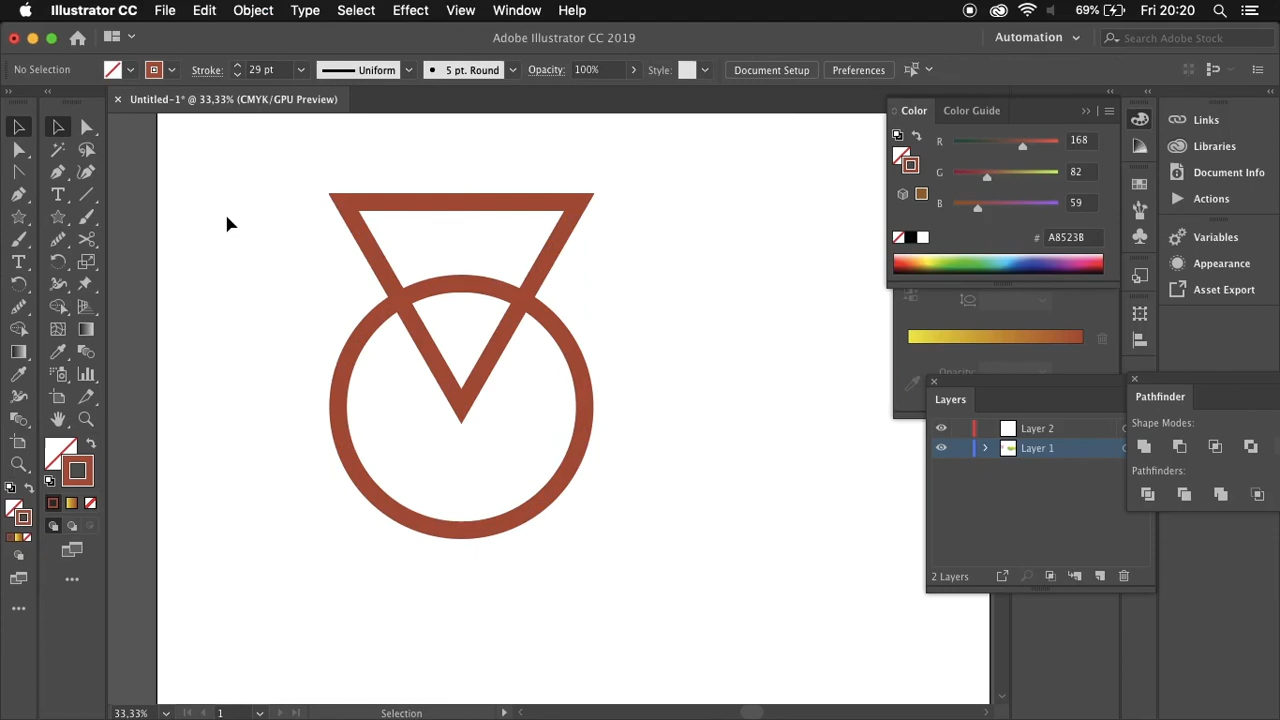 Illustrator CC File Edit Object Type Select Effect View Window Help 69% Fri 20:20
Adobe Illustrator CC 2019 Automation Search Adobe Stock
No Selection Stroke: 29 pt Uniform 5 pt. Round Opacity: 100% Style: Document Setup Preferences
Untitled-1* @ 33,33% (CMYK/GPU Preview)
Color Color Guide
R 168
G 82
B 59
# A8523B
Links
Libraries
Document Info
Actions
Variables
Appearance
Asset Export
Opacity:
Layers
Layer 2
Layer 1
2 Layers
Pathfinder
Shape Modes:
Pathfinders:
33,33% 1 Selection